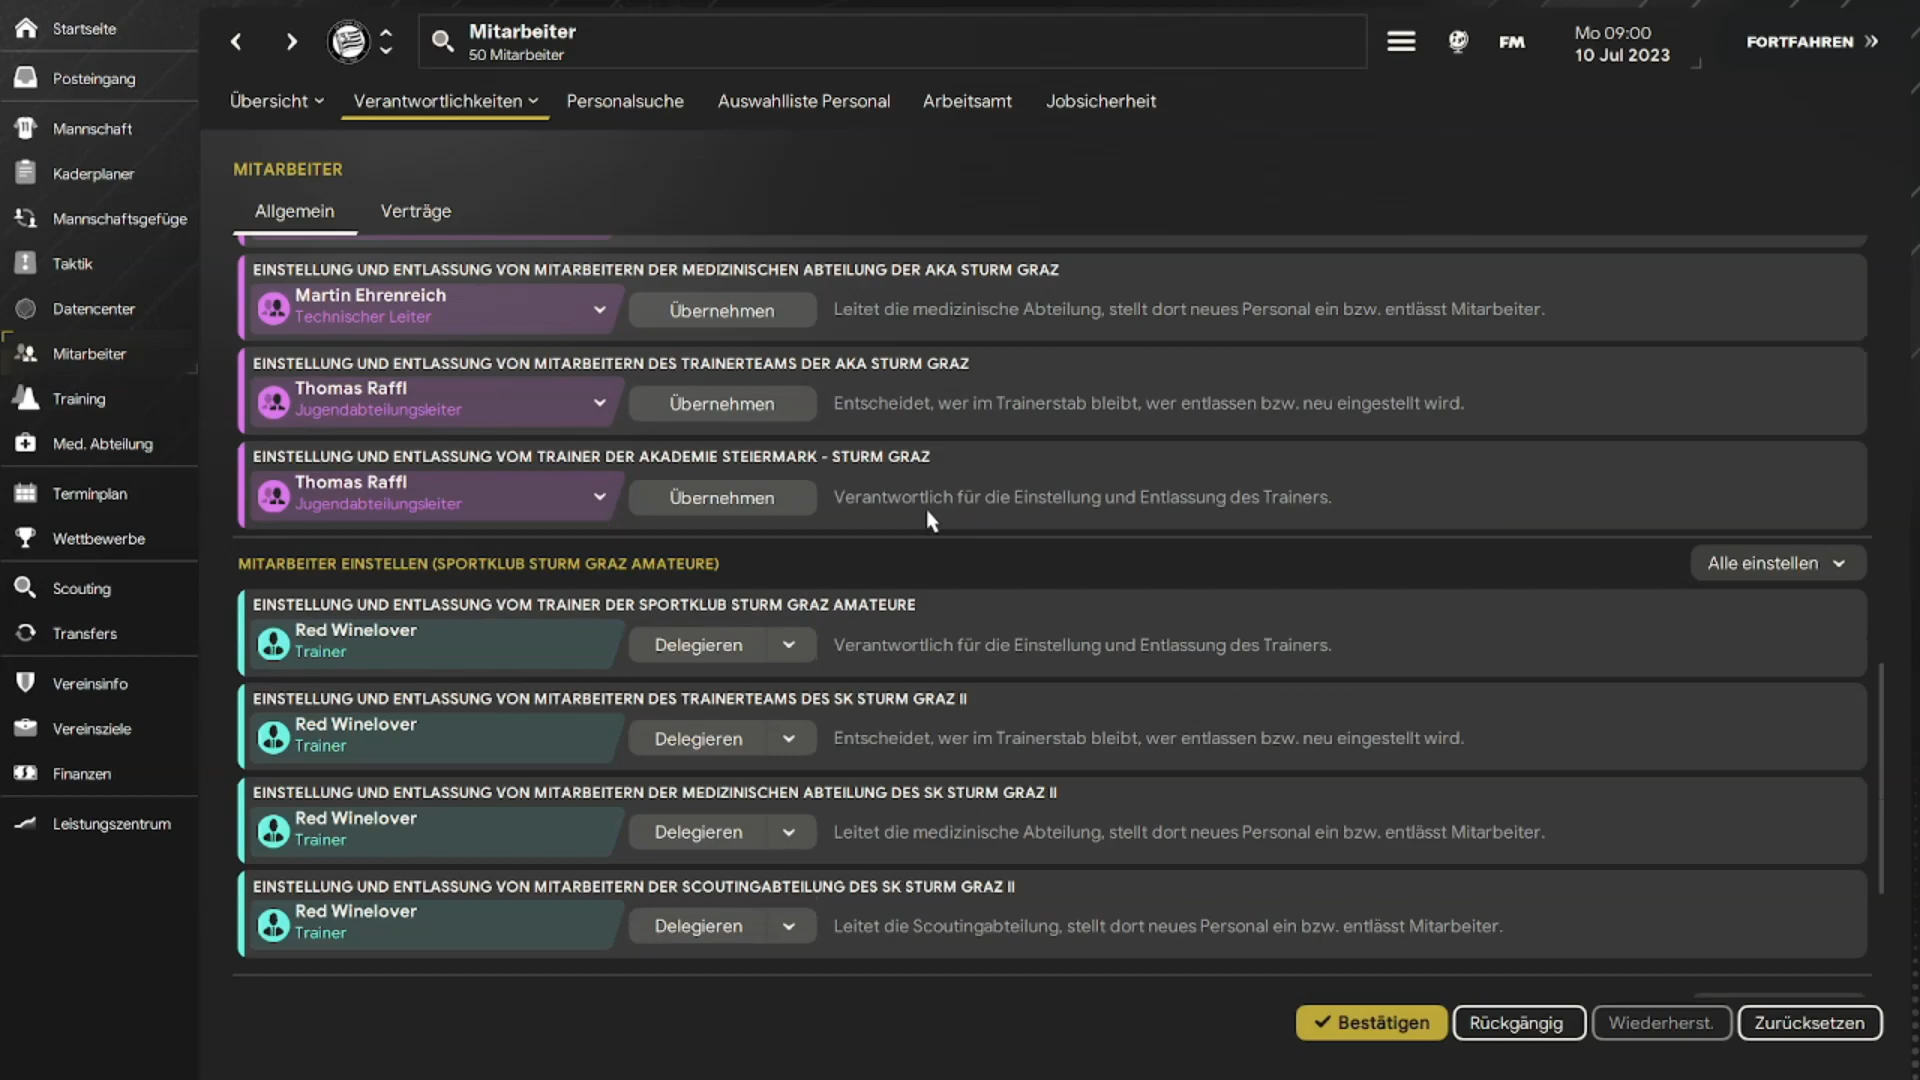 Startseite
Posteingang
Mannschaft
Kaderplaner
Mannschaftsgefüge
Taktik
Datencenter
Mitarbeiter
Training
Med. Abteilung
Terminplan
Wettbewerbe
Scouting
Transfers
Vereinsinfo
Vereinsziele
Finanzen
Leistungszentrum
Mitarbeiter
50 Mitarbeiter
FM
Mo 09:00
10 Jul 2023
FORTFAHREN
Übersicht
Verantwortlichkeiten
Personalsuche
Auswahlliste Personal
Arbeitsamt
Jobsicherheit
MITARBEITER
Allgemein
Verträge
EINSTELLUNG UND ENTLASSUNG VON MITARBEITERN DER MEDIZINISCHEN ABTEILUNG DER AKA STURM GRAZ
Martin Ehrenreich
Technischer Leiter
Übernehmen
Leitet die medizinische Abteilung, stellt dort neues Personal ein bzw. entlässt Mitarbeiter.
EINSTELLUNG UND ENTLASSUNG VON MITARBEITERN DES TRAINERTEAMS DER AKA STURM GRAZ
Thomas Raffl
Jugendabteilungsleiter
Übernehmen
Entscheidet, wer im Trainerstab bleibt, wer entlassen bzw. neu eingestellt wird.
EINSTELLUNG UND ENTLASSUNG VOM TRAINER DER AKADEMIE STEIERMARK - STURM GRAZ
Thomas Raffl
Jugendabteilungsleiter
Übernehmen
Verantwortlich für die Einstellung und Entlassung des Trainers.
MITARBEITER EINSTELLEN (SPORTKLUB STURM GRAZ AMATEURE)
Alle einstellen
EINSTELLUNG UND ENTLASSUNG VOM TRAINER DER SPORTKLUB STURM GRAZ AMATEURE
Red Winelover
Trainer
Delegieren
Verantwortlich für die Einstellung und Entlassung des Trainers.
EINSTELLUNG UND ENTLASSUNG VON MITARBEITERN DES TRAINERTEAMS DES SK STURM GRAZ II
Red Winelover
Trainer
Delegieren
Entscheidet, wer im Trainerstab bleibt, wer entlassen bzw. neu eingestellt wird.
EINSTELLUNG UND ENTLASSUNG VON MITARBEITERN DER MEDIZINISCHEN ABTEILUNG DES SK STURM GRAZ II
Red Winelover
Trainer
Delegieren
Leitet die medizinische Abteilung, stellt dort neues Personal ein bzw. entlässt Mitarbeiter.
EINSTELLUNG UND ENTLASSUNG VON MITARBEITERN DER SCOUTINGABTEILUNG DES SK STURM GRAZ II
Red Winelover
Trainer
Delegieren
Leitet die Scoutingabteilung, stellt dort neues Personal ein bzw. entlässt Mitarbeiter.
Bestätigen
Rückgängig
Wiederherst.
Zurücksetzen